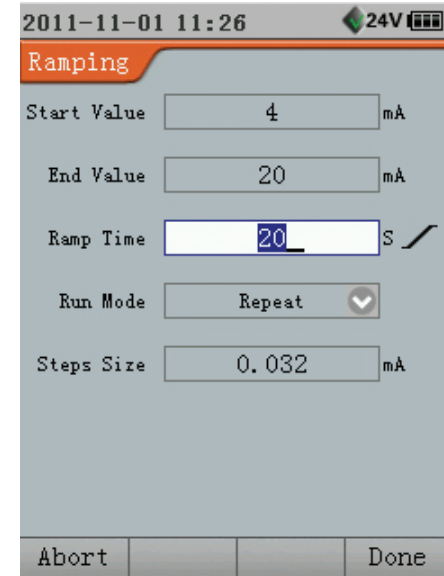 2011-11-01 11:26 24V
Ramping
Start Value 4 mA
End Value 20 mA
Ramp Time 20 S
Run Mode Repeat
Steps Size 0.032 mA
Abort Done